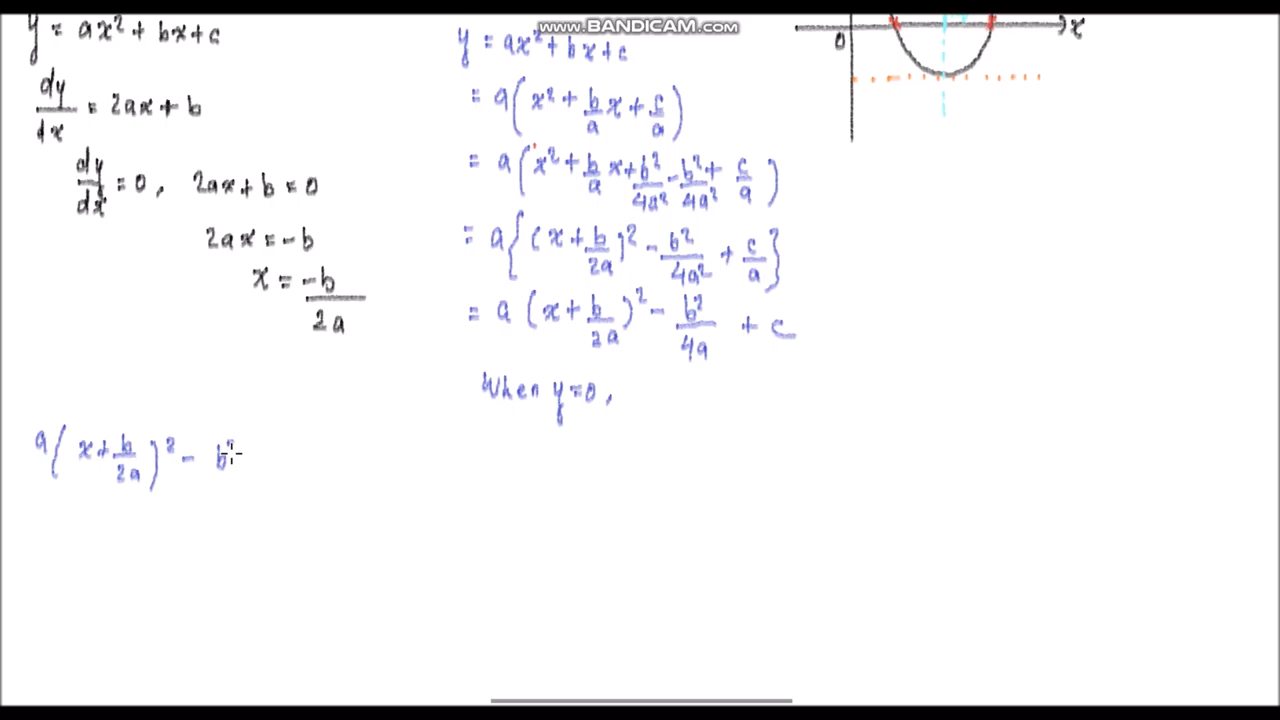 WWW.BANDICAM.COM
y = ax² + bx + c
dy/dx = 2ax + b
dy/dx = 0, 2ax + b = 0
2ax = -b
x = -b/2a
y = ax² + bx + c
= a(x² + b/a x + c/a)
= a(x² + b/a x + b²/4a² - b²/4a² + c/a)
= a{(x + b/2a)² - b²/4a² + c/a}
= a(x + b/2a)² - b²/4a + c
When y = 0,
a(x + b/2a)² - b²
0
x